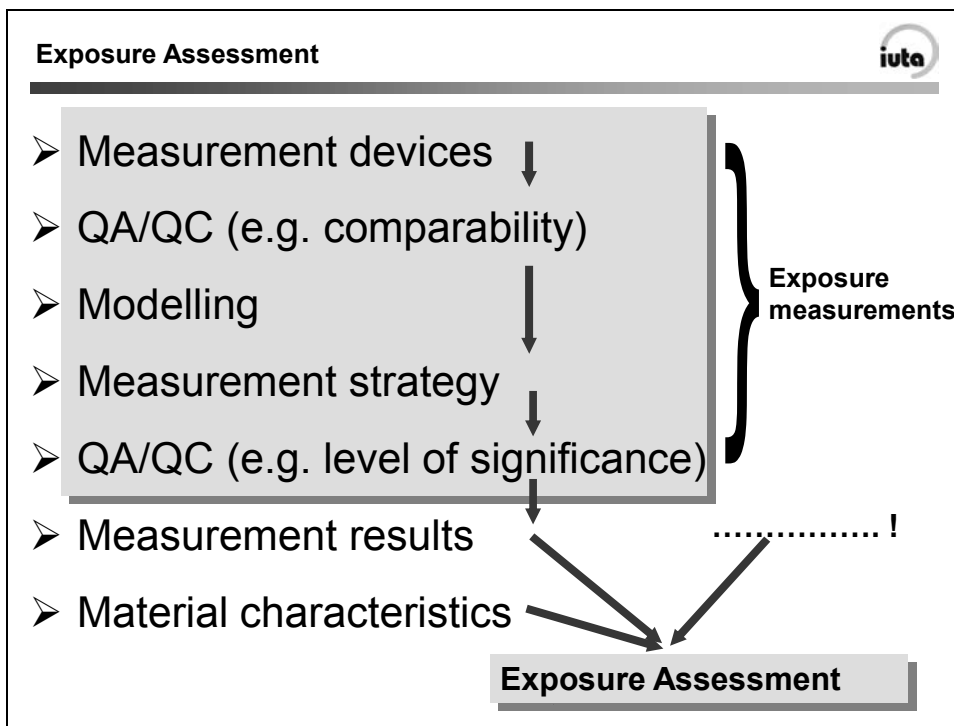 Exposure Assessment
iuta
➢ Measurement devices
➢ QA/QC (e.g. comparability)
➢ Modelling
➢ Measurement strategy
➢ QA/QC (e.g. level of significance)
Exposure
measurements
➢ Measurement results
................ !
➢ Material characteristics
Exposure Assessment